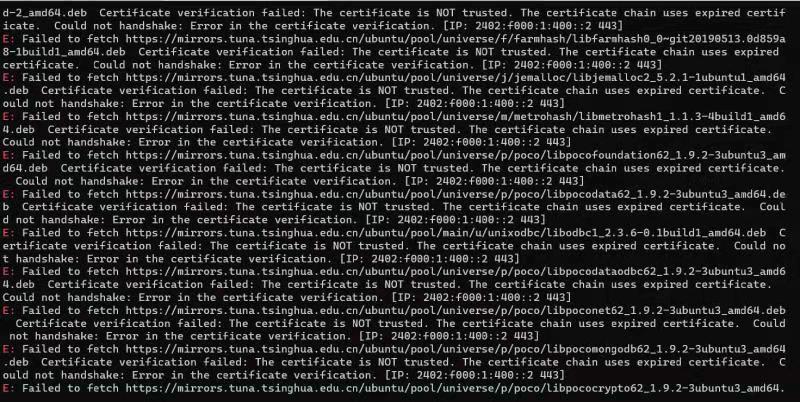 d-2_amd64.deb  Certificate verification failed: The certificate is NOT trusted. The certificate chain uses expired certif
icate.  Could not handshake: Error in the certificate verification. [IP: 2402:f000:1:400::2 443]
E: Failed to fetch https://mirrors.tuna.tsinghua.edu.cn/ubuntu/pool/universe/f/farmhash/libfarmhash0_0~git20190513.0d859a
8-1build1_amd64.deb  Certificate verification failed: The certificate is NOT trusted. The certificate chain uses expired
certificate.  Could not handshake: Error in the certificate verification. [IP: 2402:f000:1:400::2 443]
E: Failed to fetch https://mirrors.tuna.tsinghua.edu.cn/ubuntu/pool/universe/j/jemalloc/libjemalloc2_5.2.1-1ubuntu1_amd64
.deb  Certificate verification failed: The certificate is NOT trusted. The certificate chain uses expired certificate.  C
ould not handshake: Error in the certificate verification. [IP: 2402:f000:1:400::2 443]
E: Failed to fetch https://mirrors.tuna.tsinghua.edu.cn/ubuntu/pool/universe/m/metrohash/libmetrohash1_1.1.3-4build1_amd6
4.deb  Certificate verification failed: The certificate is NOT trusted. The certificate chain uses expired certificate.
Could not handshake: Error in the certificate verification. [IP: 2402:f000:1:400::2 443]
E: Failed to fetch https://mirrors.tuna.tsinghua.edu.cn/ubuntu/pool/universe/p/poco/libpocofoundation62_1.9.2-3ubuntu3_am
d64.deb  Certificate verification failed: The certificate is NOT trusted. The certificate chain uses expired certificate.
  Could not handshake: Error in the certificate verification. [IP: 2402:f000:1:400::2 443]
E: Failed to fetch https://mirrors.tuna.tsinghua.edu.cn/ubuntu/pool/universe/p/poco/libpocodata62_1.9.2-3ubuntu3_amd64.de
b  Certificate verification failed: The certificate is NOT trusted. The certificate chain uses expired certificate.  Coul
d not handshake: Error in the certificate verification. [IP: 2402:f000:1:400::2 443]
E: Failed to fetch https://mirrors.tuna.tsinghua.edu.cn/ubuntu/pool/main/u/unixodbc/libodbc1_2.3.6-0.1build1_amd64.deb  C
ertificate verification failed: The certificate is NOT trusted. The certificate chain uses expired certificate.  Could no
t handshake: Error in the certificate verification. [IP: 2402:f000:1:400::2 443]
E: Failed to fetch https://mirrors.tuna.tsinghua.edu.cn/ubuntu/pool/universe/p/poco/libpocodataodbc62_1.9.2-3ubuntu3_amd6
4.deb  Certificate verification failed: The certificate is NOT trusted. The certificate chain uses expired certificate.
Could not handshake: Error in the certificate verification. [IP: 2402:f000:1:400::2 443]
E: Failed to fetch https://mirrors.tuna.tsinghua.edu.cn/ubuntu/pool/universe/p/poco/libpoconet62_1.9.2-3ubuntu3_amd64.deb
  Certificate verification failed: The certificate is NOT trusted. The certificate chain uses expired certificate.  Could
 not handshake: Error in the certificate verification. [IP: 2402:f000:1:400::2 443]
E: Failed to fetch https://mirrors.tuna.tsinghua.edu.cn/ubuntu/pool/universe/p/poco/libpocomongodb62_1.9.2-3ubuntu3_amd64
.deb  Certificate verification failed: The certificate is NOT trusted. The certificate chain uses expired certificate.  C
ould not handshake: Error in the certificate verification. [IP: 2402:f000:1:400::2 443]
E: Failed to fetch https://mirrors.tuna.tsinghua.edu.cn/ubuntu/pool/universe/p/poco/libpococrypto62_1.9.2-3ubuntu3_amd64.